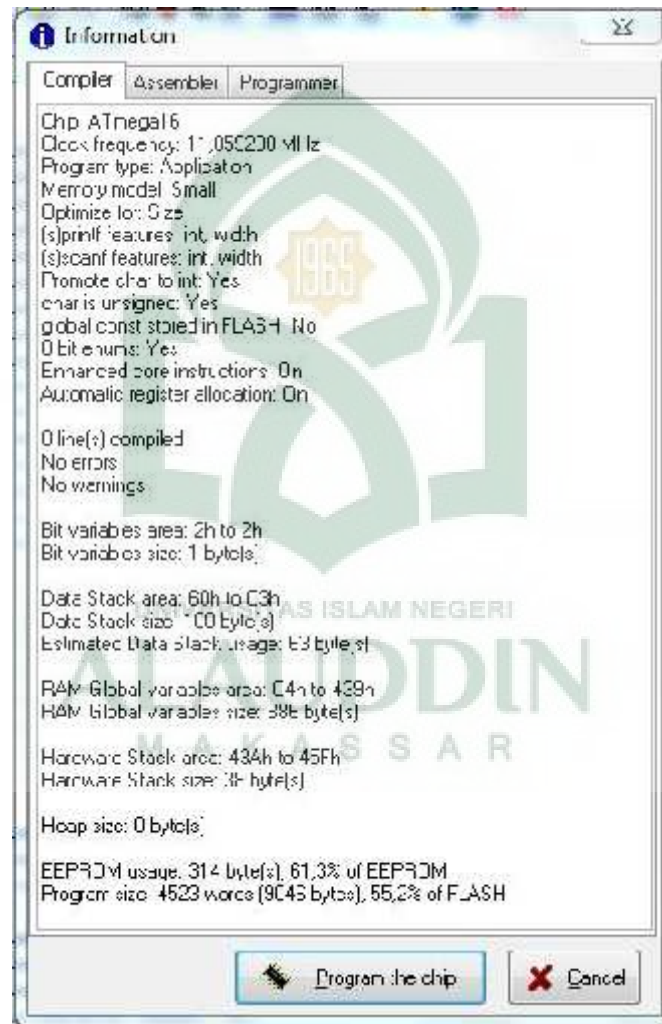 Information
Compiler Assembler Programmer
Chip: ATmega16
Clock frequency: 11,059200 MHz
Program type: Application
Memory model: Small
Optimize for: Size
(s)printf features: int, width
(s)scanf features: int, width
Promote char to int: Yes
char is unsigned: Yes
global const stored in FLASH: No
bit enums: Yes
Enhanced core instructions: On
Automatic register allocation: On
line(s) compiled
No errors
No warnings
Bit variables area: 2h to 2h
Bit variables size: 1 byte(s)
Data Stack area: 60h to C3h
Data Stack size: 100 byte(s)
Estimated Data Stack usage: 63 byte(s)
RAM Global variables area: C4h to 439h
RAM Global variables size: 886 byte(s)
Hardware Stack area: 43Ah to 45Fh
Hardware Stack size: 38 byte(s)
Heap size: 0 byte(s)
EEPROM usage: 314 byte(s), 61,3% of EEPROM
Program size: 4523 words (9046 bytes), 55,2% of FLASH
Program the chip Cancel
1965
UNIVERSITAS ISLAM NEGERI
ALAUDDIN
MAKASSAR